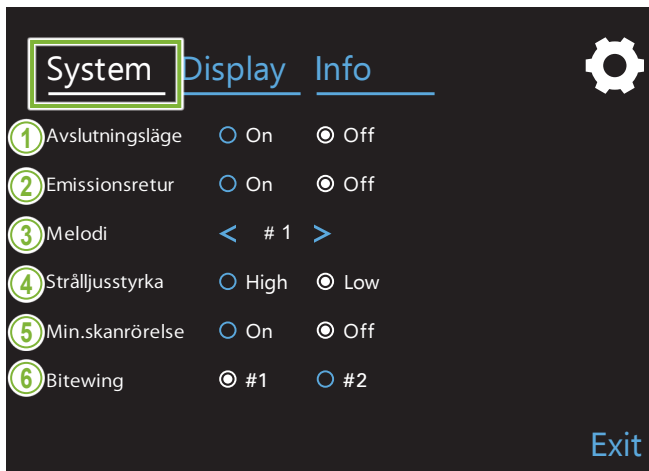 System Display Info
1 Avslutningsläge On Off
2 Emissionsretur On Off
3 Melodi < # 1 >
4 Strålljusstyrka High Low
5 Min.skanrörelse On Off
6 Bitewing #1 #2
Exit